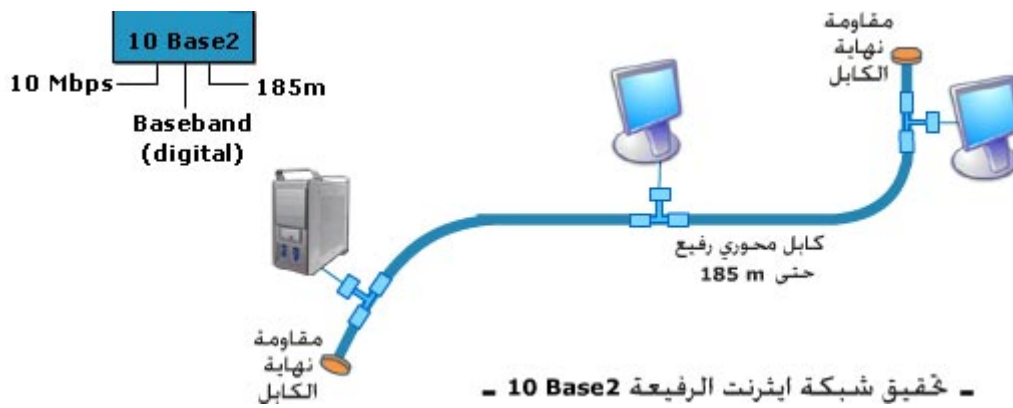 10 Base2
10 Mbps
185m
Baseband
(digital)
مقاومة
نهاية
الكابل
كابل محوري رفيع
حتى 185 m
مقاومة
نهاية
الكابل
- تحقيق شبكة ايثرنت الرفيعة 10 Base2 -